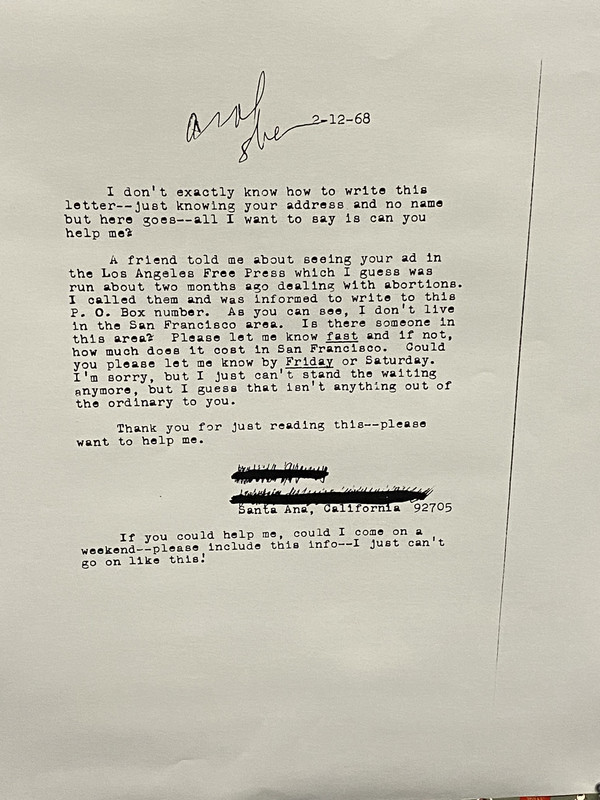 2-12-68
I don't exactly know how to write this
letter--just knowing your address and no name
but here goes--all I want to say is can you
help me?
A friend told me about seeing your ad in
the Los Angeles Free Press which I guess was
run about two months ago dealing with abortions.
I called them and was informed to write to this
P. O. Box number. As you can see, I don't live
in the San Francisco area. Is there someone in
this area? Please let me know fast and if not,
how much does it cost in San Francisco. Could
you please let me know by Friday or Saturday.
I'm sorry, but I just can't stand the waiting
anymore, but I guess that isn't anything out of
the ordinary to you.
Thank you for just reading this--please
want to help me.
Santa Ana, California 92705
If you could help me, could I come on a
weekend--please include this info--I just can't
go on like this!